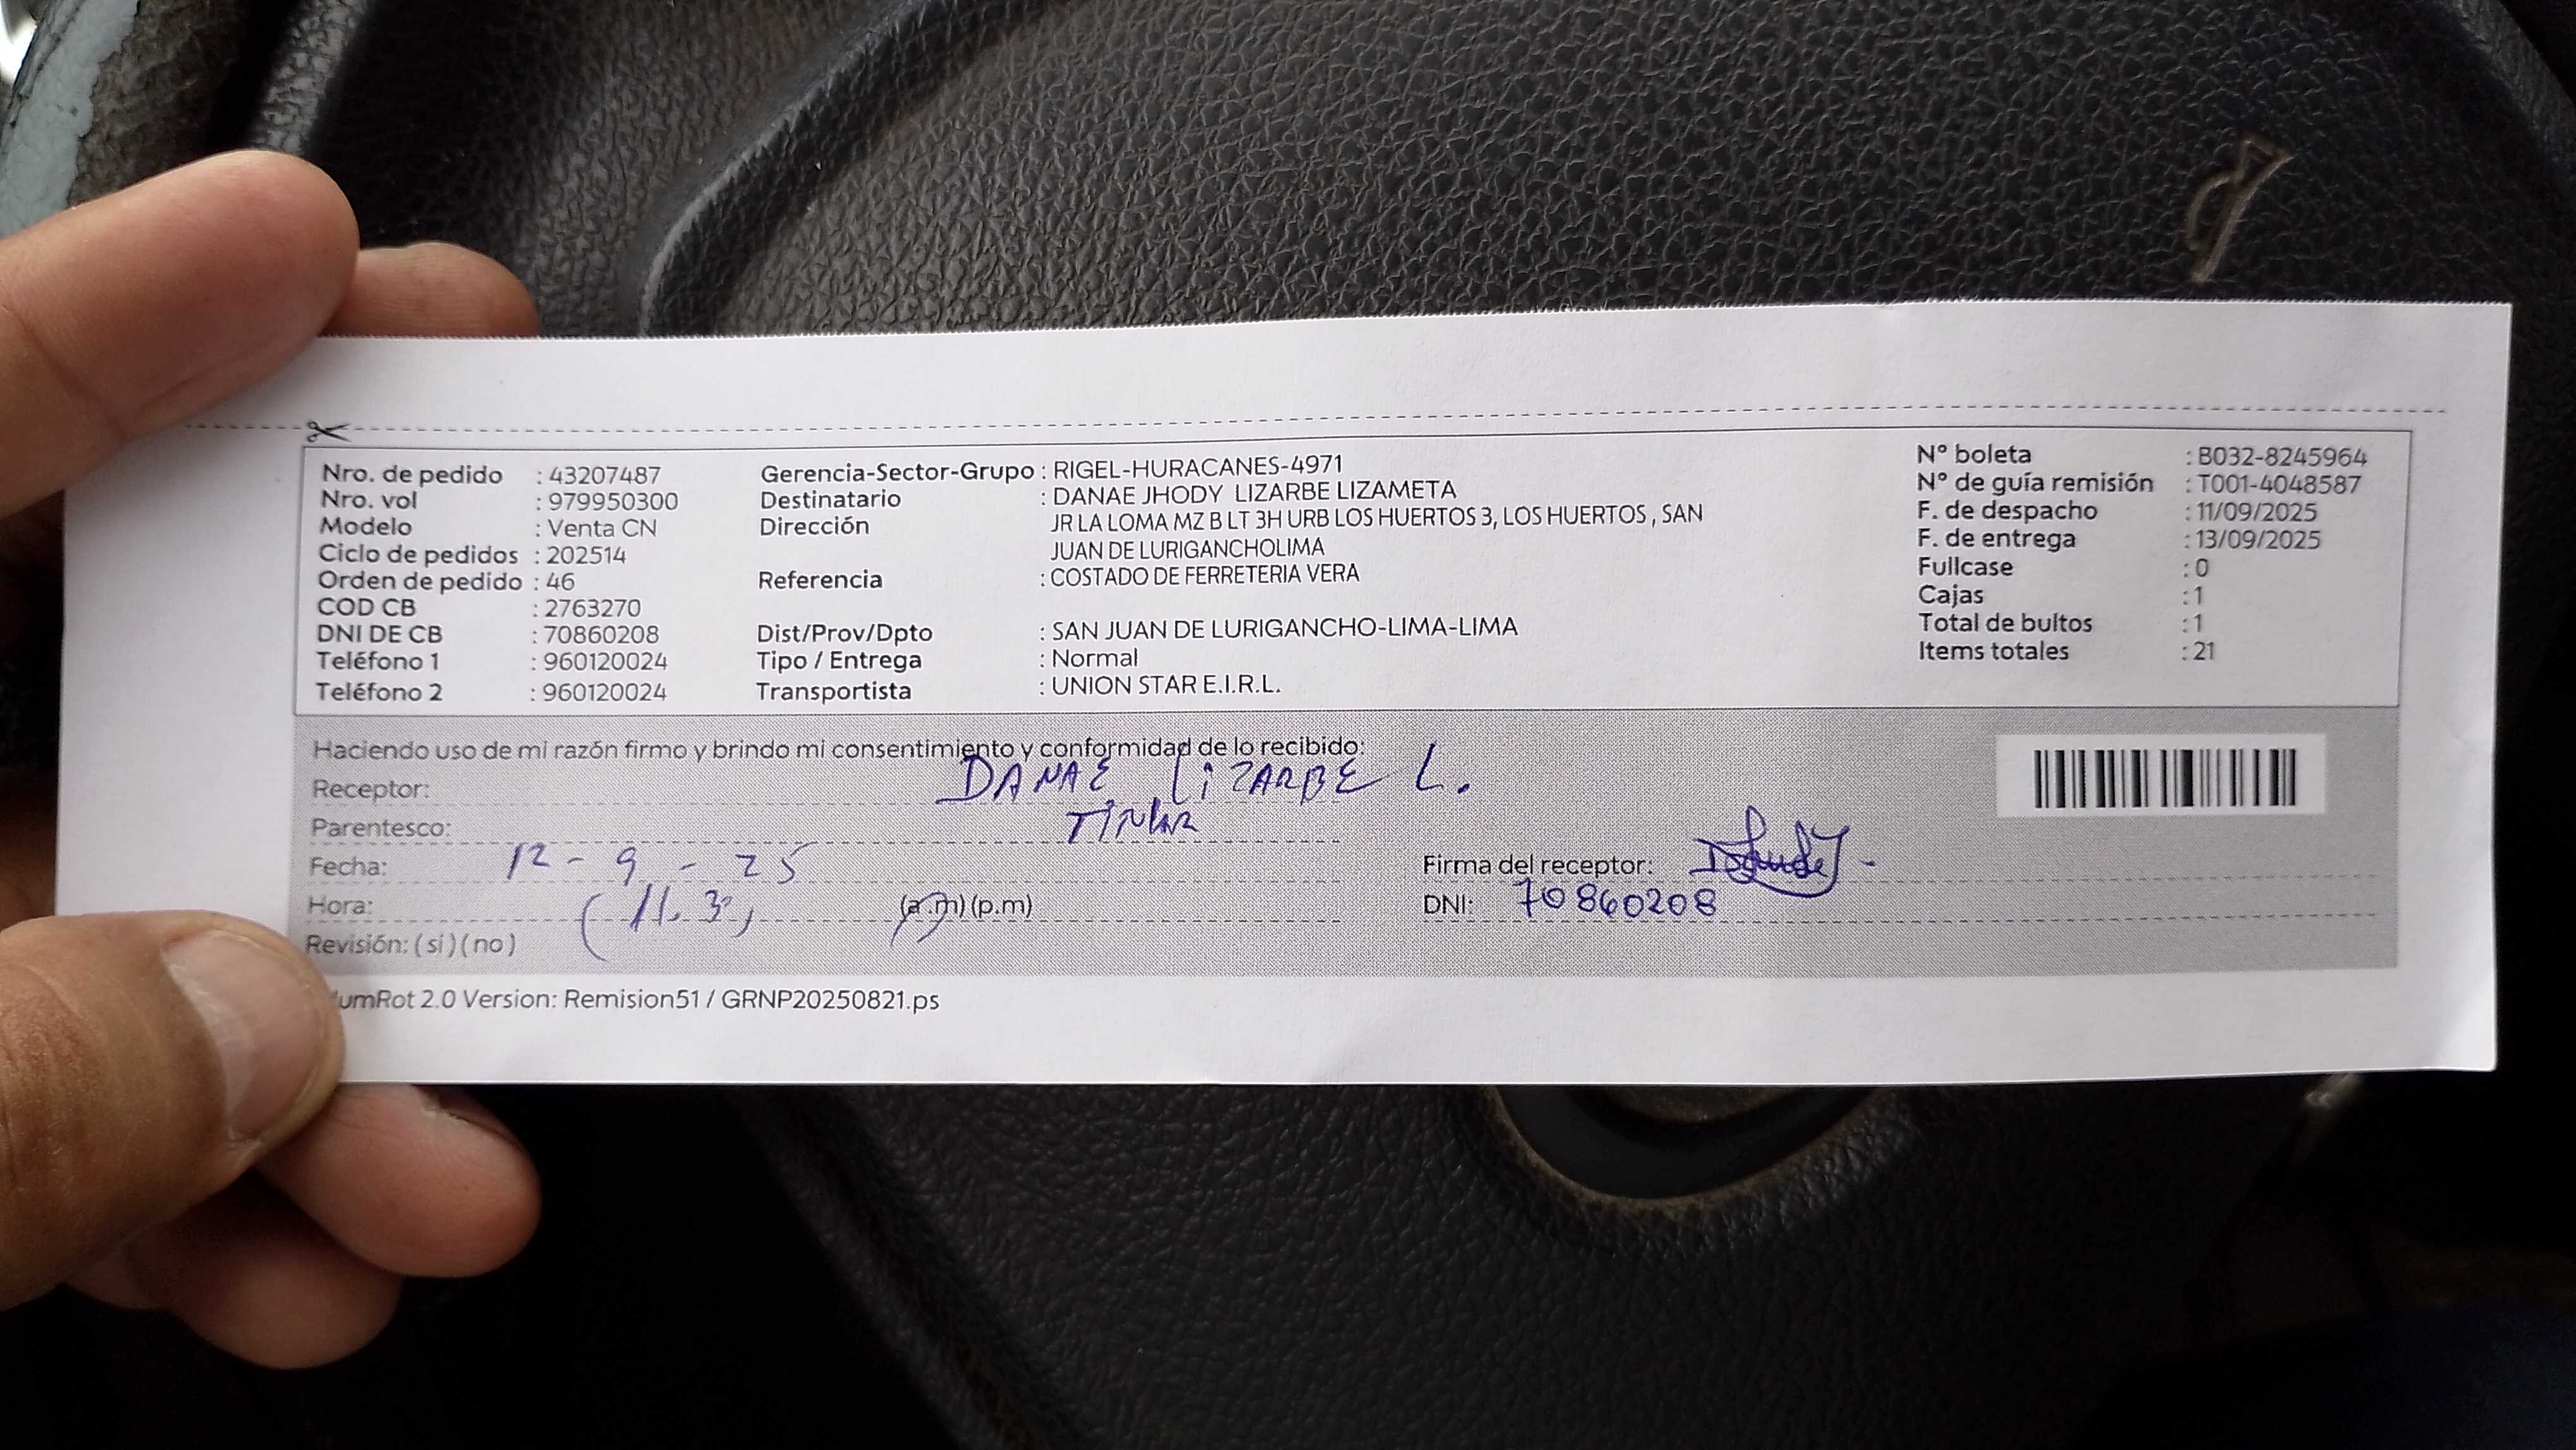 Nro. de pedido : 43207487
Nro. vol : 979950300
Modelo : Venta CN
Ciclo de pedidos : 202514
Orden de pedido : 46
COD CB : 2763270
DNI DE CB : 70860208
Teléfono 1 : 960120024
Teléfono 2 : 960120024
Gerencia-Sector-Grupo : RIGEL-HURACANES-4971
Destinatario : DANAE JHODY LIZARBE LIZAMETA
Dirección JR LA LOMA MZ B LT 3H URB LOS HUERTOS 3, LOS HUERTOS , SAN
JUAN DE LURIGANCHOLIMA
Referencia : COSTADO DE FERRETERIA VERA
Dist/Prov/Dpto : SAN JUAN DE LURIGANCHO-LIMA-LIMA
Tipo / Entrega : Normal
Transportista : UNION STAR E.I.R.L.
N° boleta : B032-8245964
N° de guía remisión : T001-4048587
F. de despacho : 11/09/2025
F. de entrega : 13/09/2025
Fullcase : 0
Cajas : 1
Total de bultos : 1
Items totales : 21
Haciendo uso de mi razón firmo y brindo mi consentimiento y conformidad de lo recibido:
Receptor: DANAE LiZARBE L.
Parentesco: TITULAR
Fecha: 12 - 9 - 25
Hora: (11.30) (a.m) (p.m)
Revisión: ( si ) ( no )
Firma del receptor:
DNI: 70860208
umRot 2.0 Version: Remision51 / GRNP20250821.ps